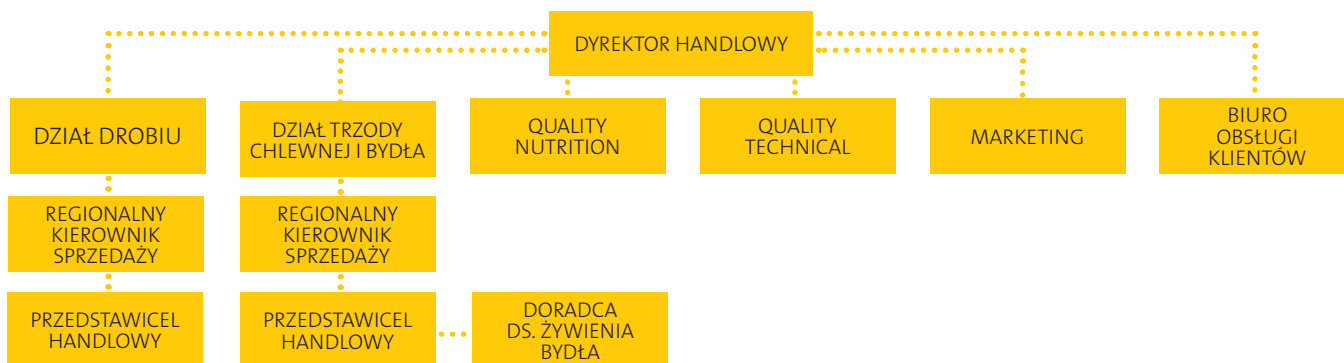 DYREKTOR HANDLOWY
DZIAŁ DROBIU
DZIAŁ TRZODY
CHLEWNEJ I BYDŁA
QUALITY
NUTRITION
QUALITY
TECHNICAL
MARKETING
BIURO
OBSŁUGI
KLIENTÓW
REGIONALNY
KIEROWNIK
SPRZEDAŻY
REGIONALNY
KIEROWNIK
SPRZEDAŻY
PRZEDSTAWICEL
HANDLOWY
PRZEDSTAWICEL
HANDLOWY
DORADCA
DS. ŻYWIENIA
BYDŁA